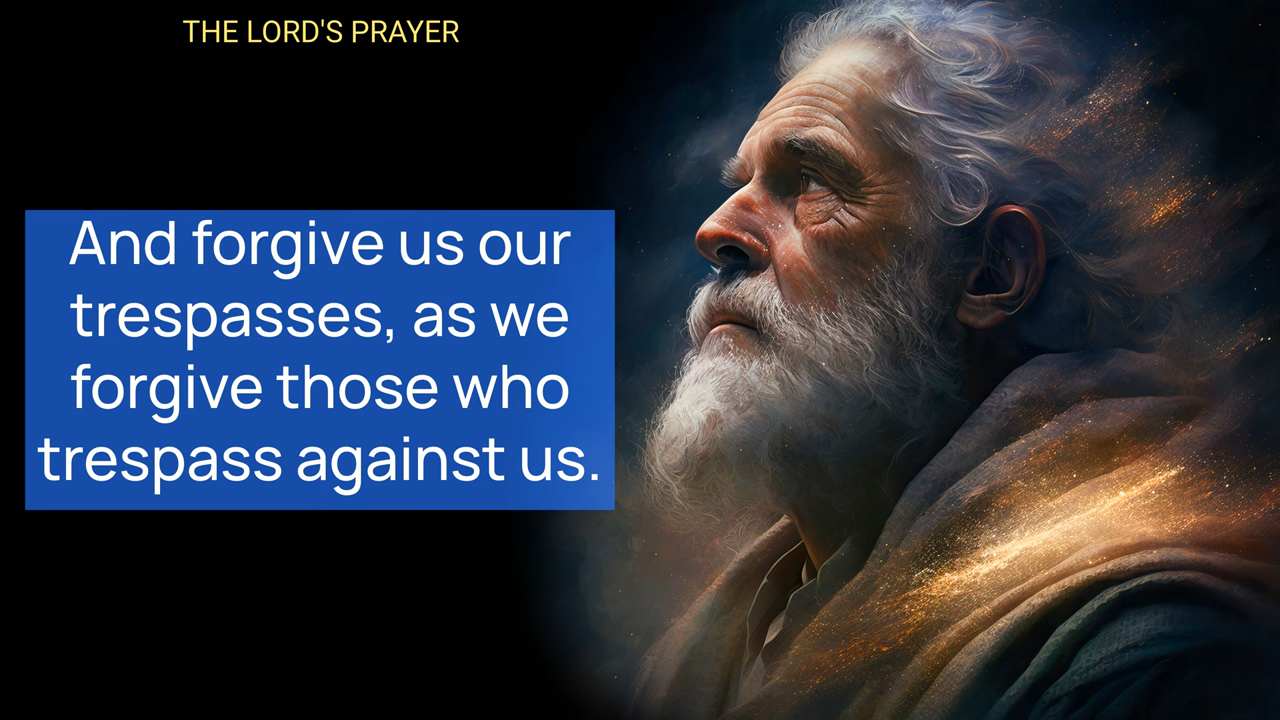 THE LORD'S PRAYER
And forgive us our
trespasses, as we
forgive those who
trespass against us.